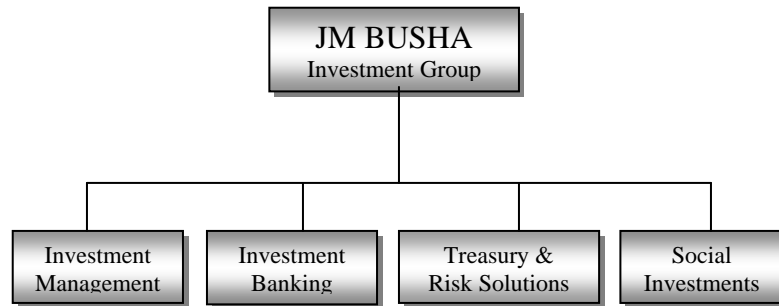 JM BUSHA
Investment Group
Investment
Management
Investment
Banking
Treasury &
Risk Solutions
Social
Investments